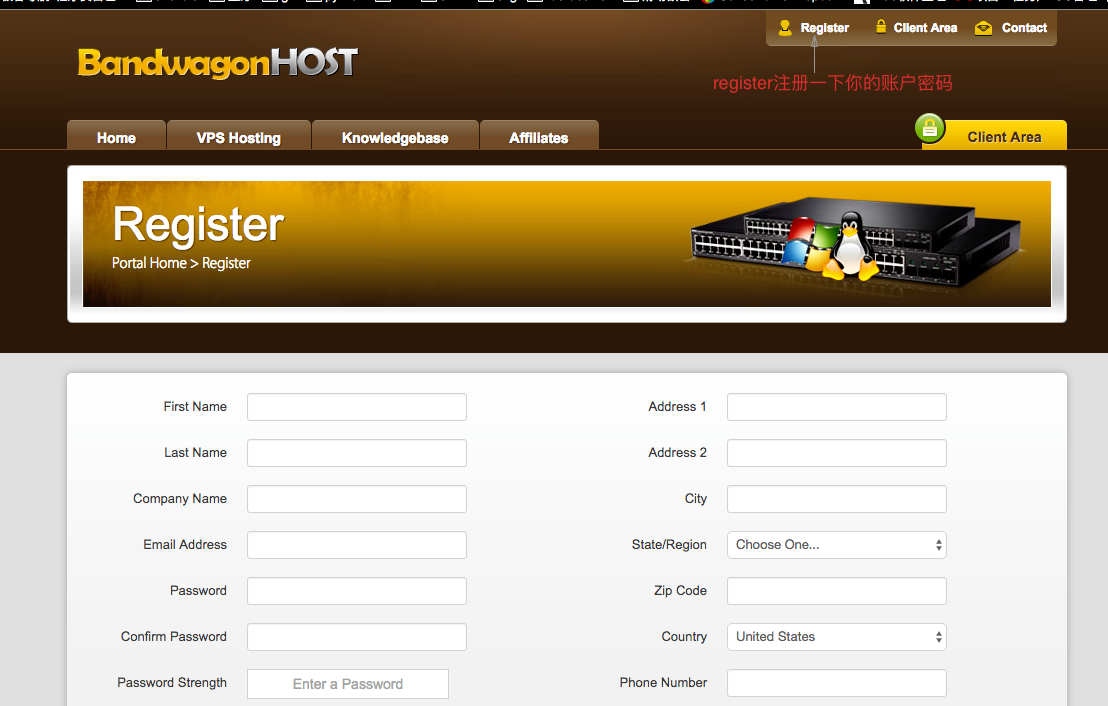 Register
Client Area
Contact
BandwagonHOST
register注册一下你的账户密码
Home
VPS Hosting
Knowledgebase
Affiliates
Client Area
Register
Portal Home > Register
First Name
Address 1
Last Name
Address 2
Company Name
City
Email Address
State/Region
Choose One...
Password
Zip Code
Confirm Password
Country
United States
Password Strength
Enter a Password
Phone Number